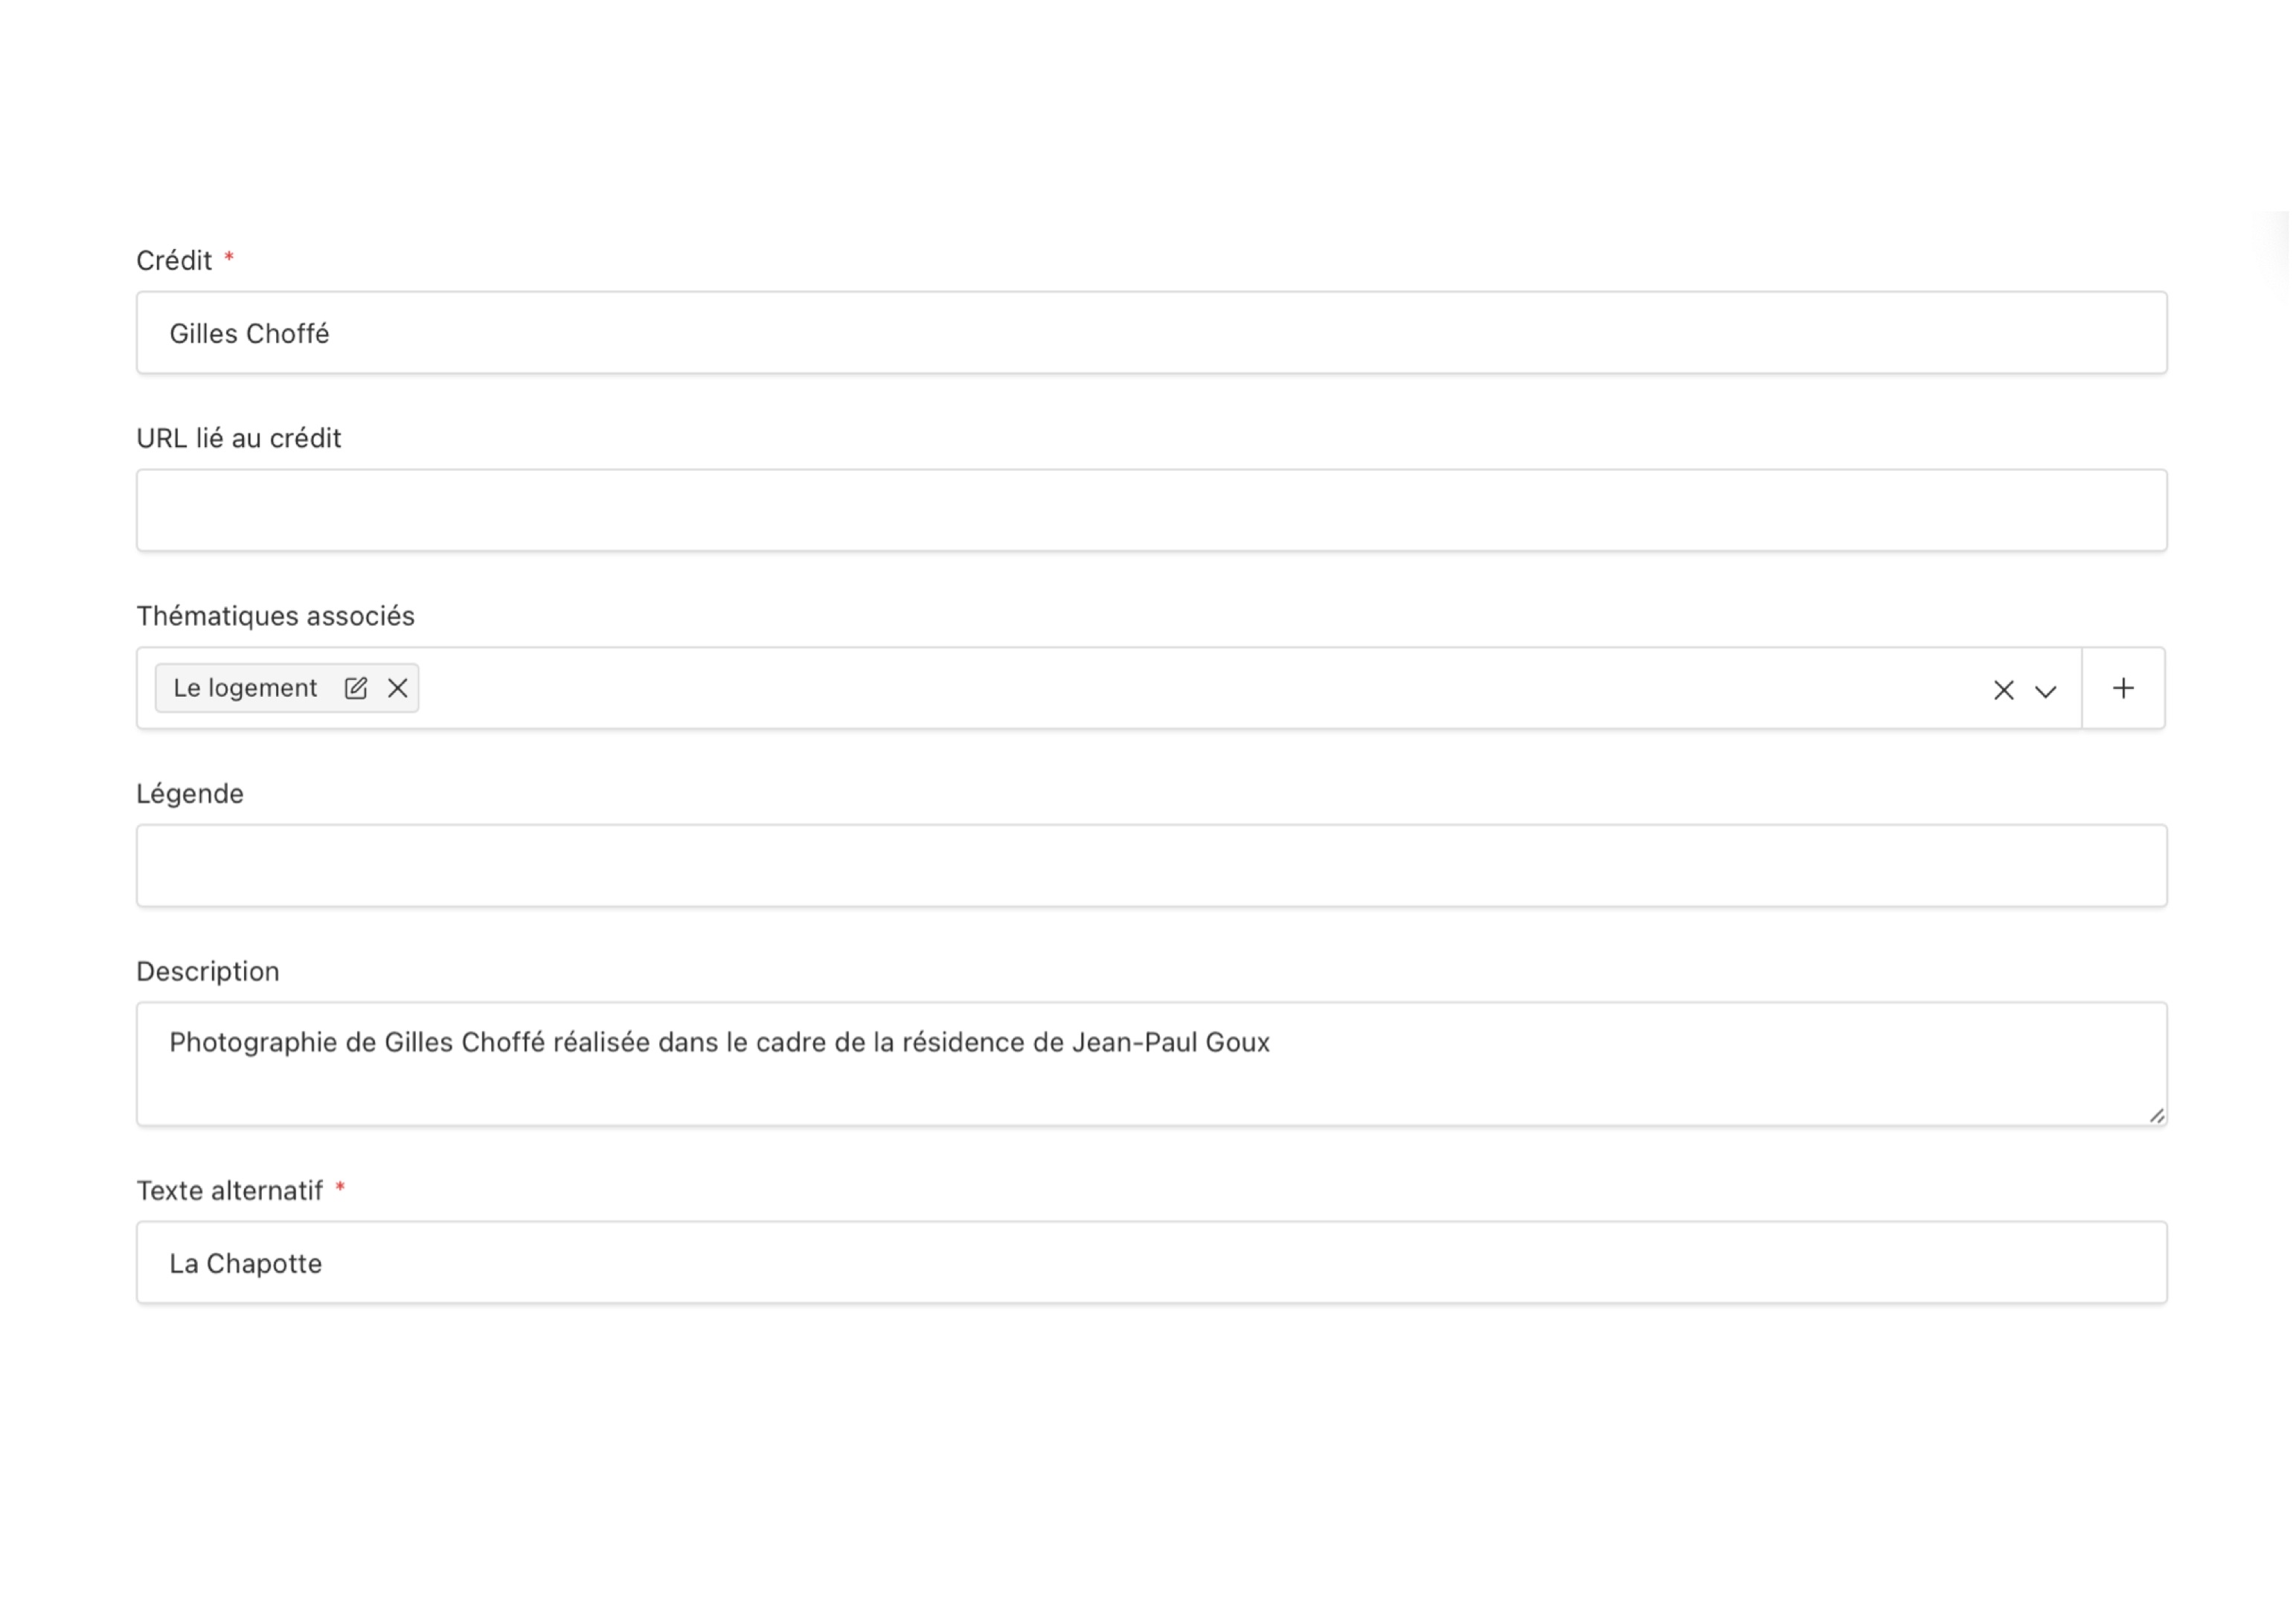 Crédit *
Gilles Choffé
URL lié au crédit
Thématiques associés
Le logement
Légende
Description
Photographie de Gilles Choffé réalisée dans le cadre de la résidence de Jean-Paul Goux
Texte alternatif *
La Chapotte